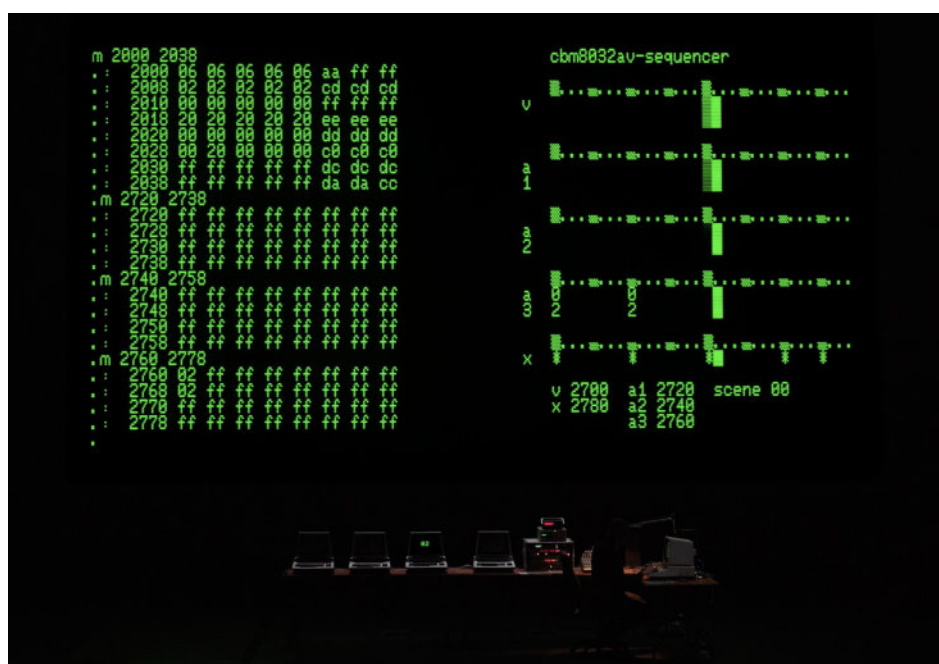 m 2000 2038
.: 2000 06 06 06 06 06 aa ff ff
.: 2008 02 02 02 02 02 cd cd cd
.: 2010 00 00 00 00 00 ff ff ff
.: 2018 20 20 20 20 20 ee ee ee
.: 2020 00 00 00 00 00 dd dd dd
.: 2028 00 20 00 00 00 c0 c0 c0
.: 2030 ff ff ff ff ff dc dc dc
.: 2038 ff ff ff ff ff da da cc
.m 2720 2738
.: 2720 ff ff ff ff ff ff ff ff
.: 2728 ff ff ff ff ff ff ff ff
.: 2730 ff ff ff ff ff ff ff ff
.: 2738 ff ff ff ff ff ff ff ff
.m 2740 2758
.: 2740 ff ff ff ff ff ff ff ff
.: 2748 ff ff ff ff ff ff ff ff
.: 2750 ff ff ff ff ff ff ff ff
.: 2758 ff ff ff ff ff ff ff ff
.m 2760 2778
.: 2760 02 ff ff ff ff ff ff ff
.: 2768 02 ff ff ff ff ff ff ff
.: 2770 ff ff ff ff ff ff ff ff
.: 2778 ff ff ff ff ff ff ff ff
.
cbm8032av-sequencer
v
a
1
a
2
a 0 0
3 2 2
x * * * * *
v 2700 a1 2720 scene 00
x 2780 a2 2740
a3 2760
02